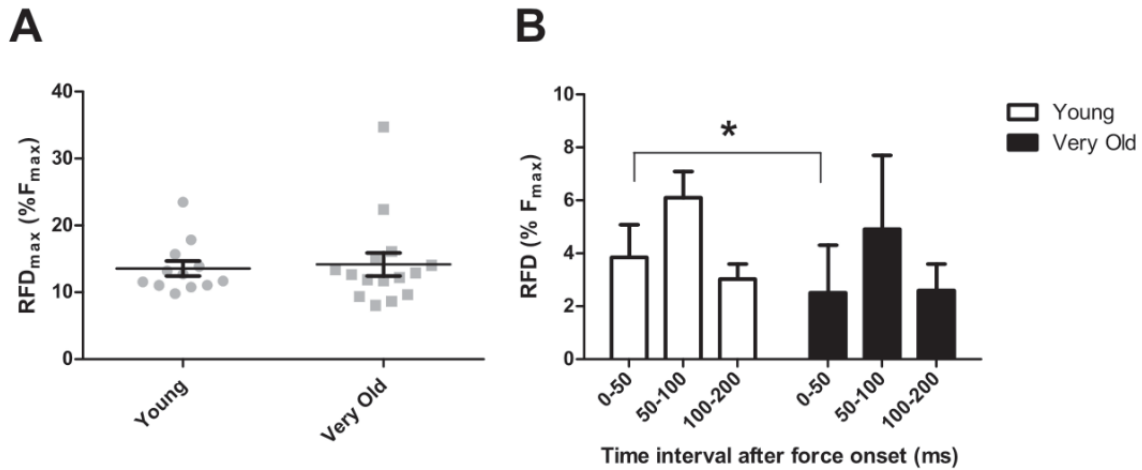 A
RFDmax (%Fmax)
40
30
20
10
0
Young
Very Old
B
RFD (% Fmax)
10
8
6
4
2
0
*
0-50
50-100
100-200
0-50
50-100
100-200
Time interval after force onset (ms)
Young
Very Old